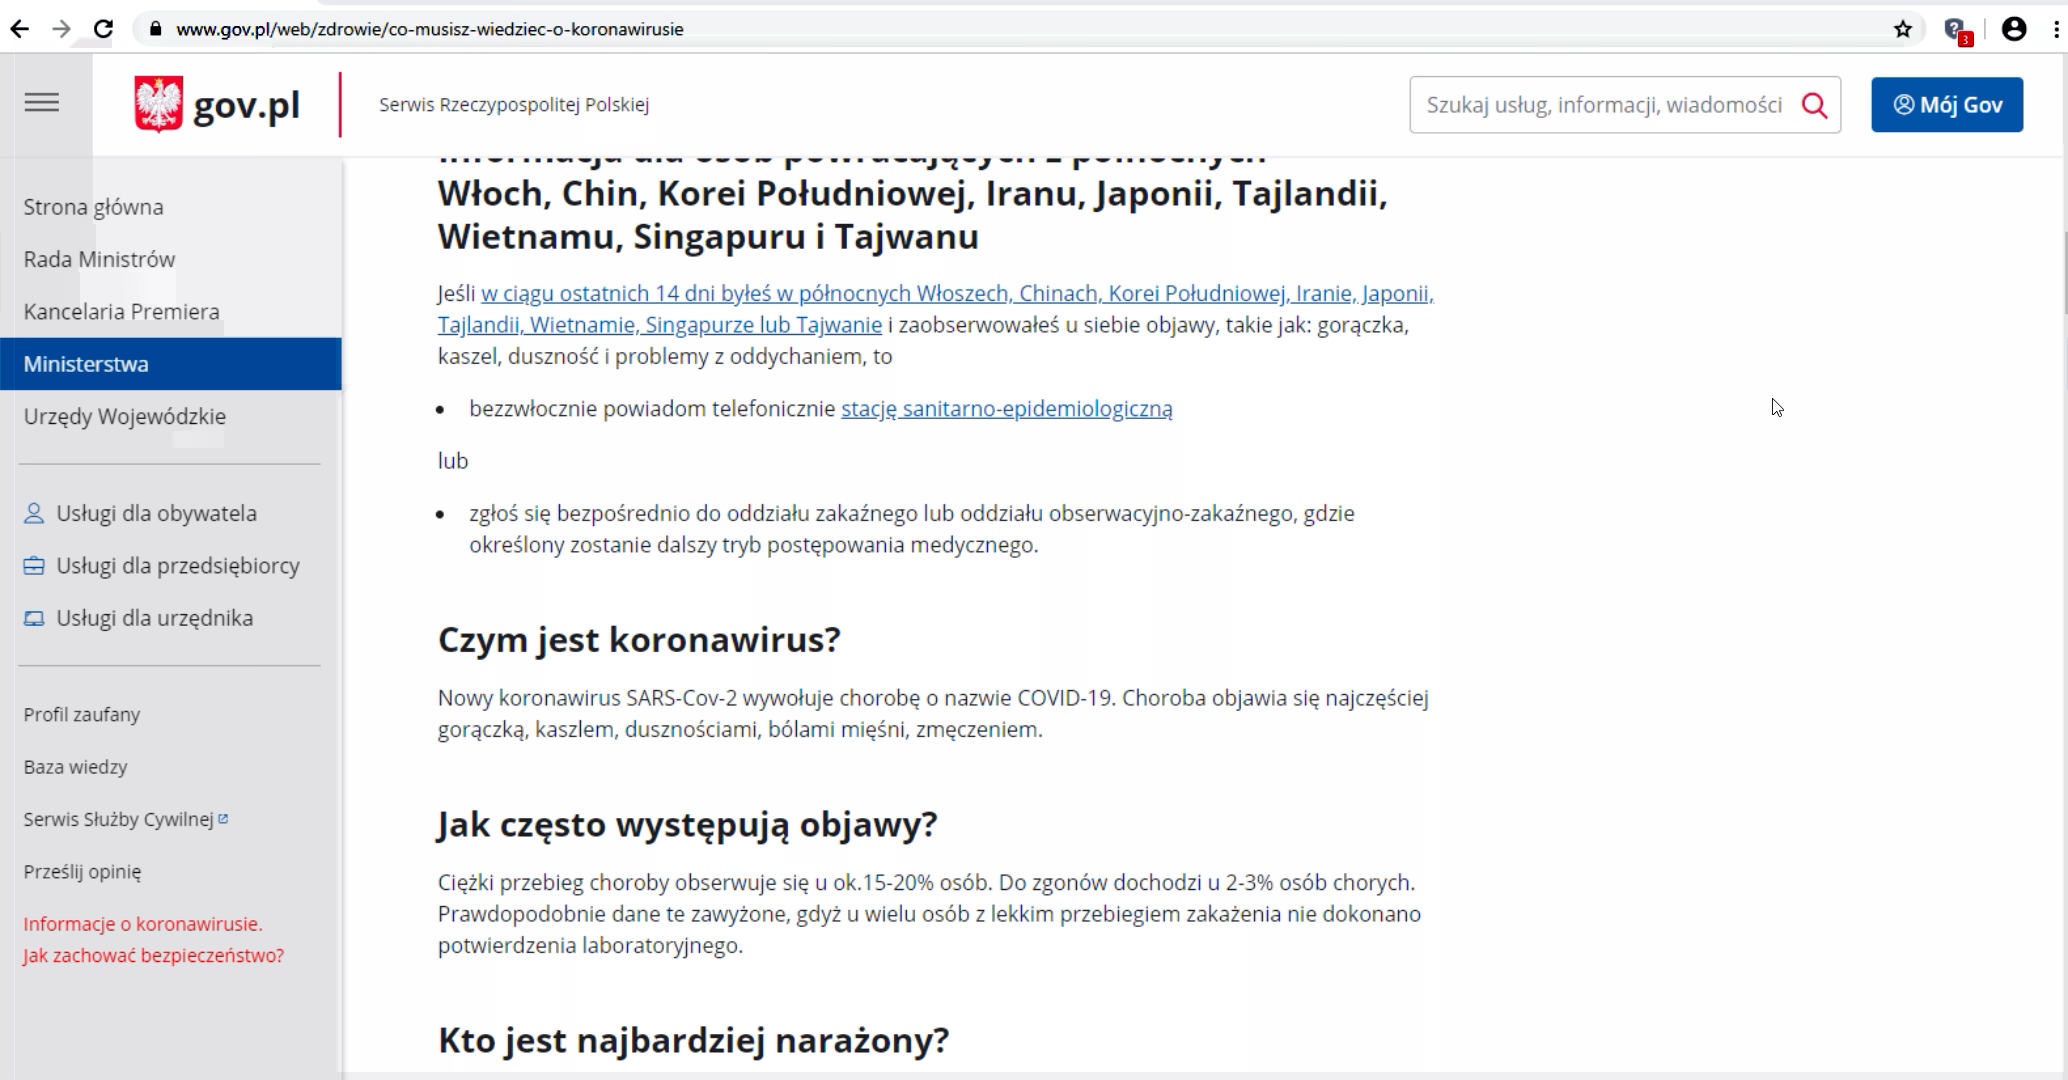 www.gov.pl/web/zdrowie/co-musisz-wiedziec-o-koronawirusie
3
gov.pl
Serwis Rzeczypospolitej Polskiej
Szukaj usług, informacji, wiadomości
Mój Gov
Strona główna
Rada Ministrów
Kancelaria Premiera
Ministerstwa
Urzędy Wojewódzkie
Usługi dla obywatela
Usługi dla przedsiębiorcy
Usługi dla urzędnika
Profil zaufany
Baza wiedzy
Serwis Służby Cywilnej
Prześlij opinię
Informacje o koronawirusie.
Jak zachować bezpieczeństwo?
Informacja dla osób powracających z północnych
Włoch, Chin, Korei Południowej, Iranu, Japonii, Tajlandii,
Wietnamu, Singapuru i Tajwanu
Jeśli w ciągu ostatnich 14 dni byłeś w północnych Włoszech, Chinach, Korei Południowej, Iranie, Japonii,
Tajlandii, Wietnamie, Singapurze lub Tajwanie i zaobserwowałeś u siebie objawy, takie jak: gorączka,
kaszel, duszność i problemy z oddychaniem, to
• bezzwłocznie powiadom telefonicznie stację sanitarno-epidemiologiczną
lub
• zgłoś się bezpośrednio do oddziału zakaźnego lub oddziału obserwacyjno-zakaźnego, gdzie
określony zostanie dalszy tryb postępowania medycznego.
Czym jest koronawirus?
Nowy koronawirus SARS-Cov-2 wywołuje chorobę o nazwie COVID-19. Choroba objawia się najczęściej
gorączką, kaszlem, dusznościami, bólami mięśni, zmęczeniem.
Jak często występują objawy?
Ciężki przebieg choroby obserwuje się u ok.15-20% osób. Do zgonów dochodzi u 2-3% osób chorych.
Prawdopodobnie dane te zawyżone, gdyż u wielu osób z lekkim przebiegiem zakażenia nie dokonano
potwierdzenia laboratoryjnego.
Kto jest najbardziej narażony?